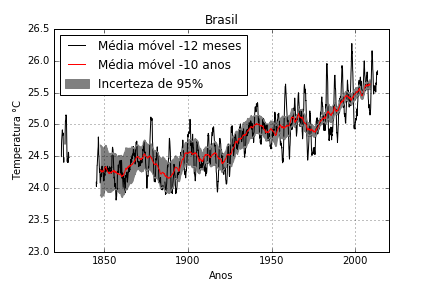 Brasil
26.5
26.0
25.5
25.0
24.5
24.0
23.5
23.0
Temperatura °C
Média móvel -12 meses
Média móvel -10 anos
Incerteza de 95%
1850 1900 1950 2000
Anos